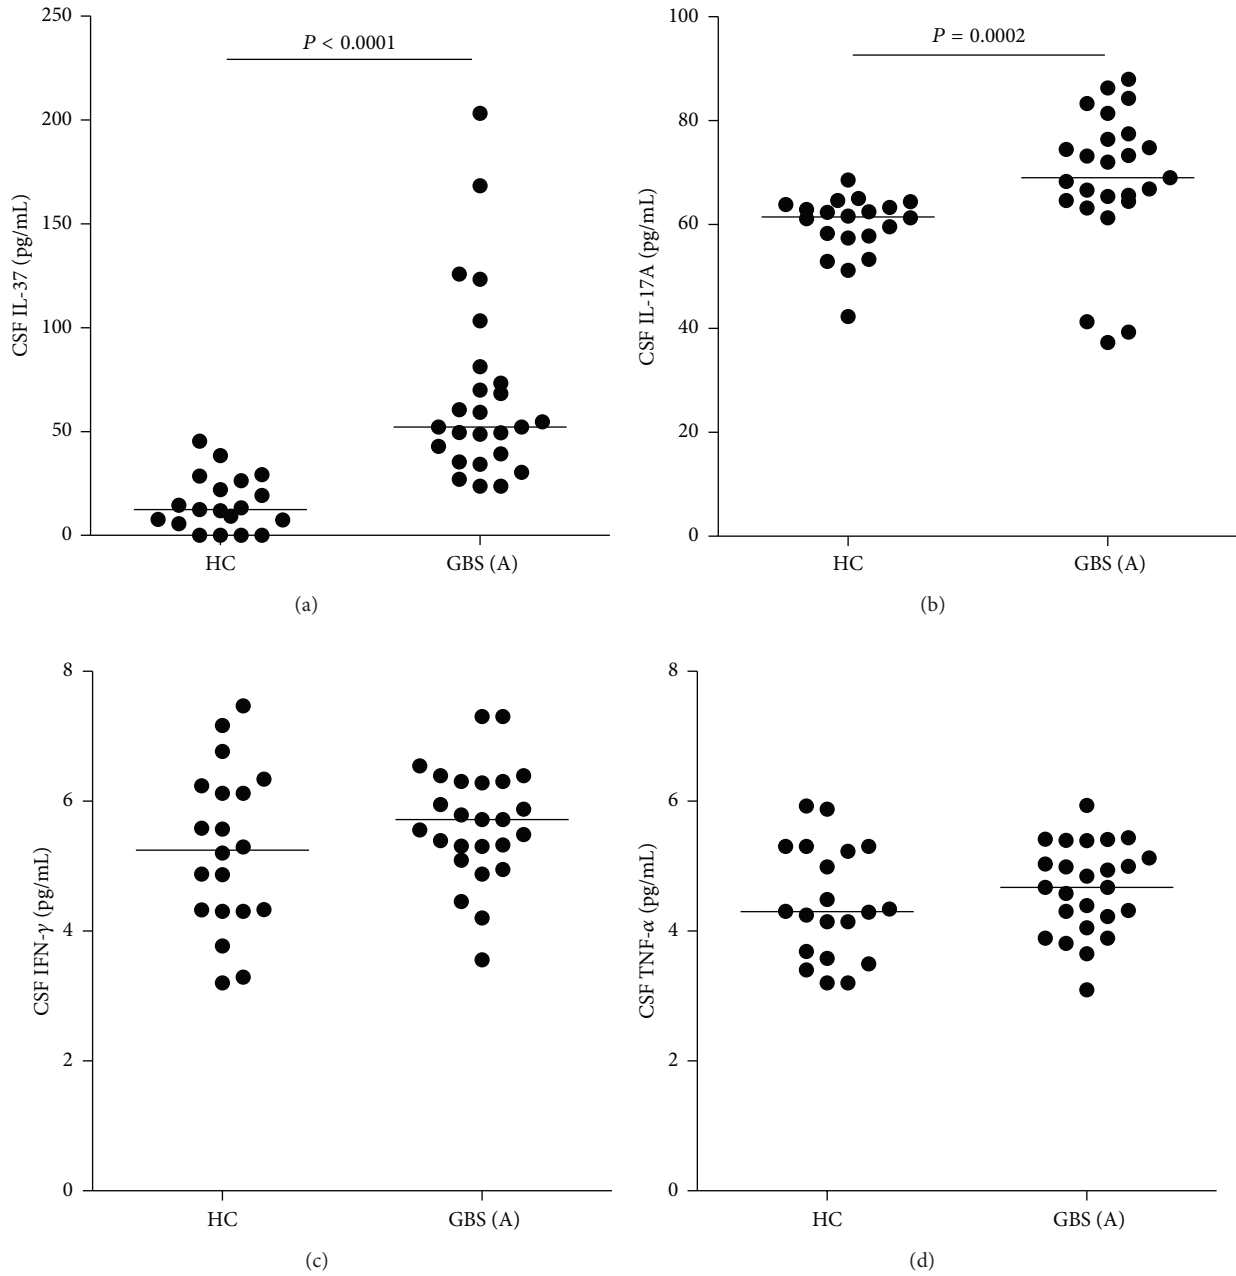 250
200
150
100
50
0
CSF IL-37 (pg/mL)
P < 0.0001
HC
GBS (A)
(a)
100
80
60
40
20
0
CSF IL-17A (pg/mL)
P = 0.0002
HC
GBS (A)
(b)
8
6
4
2
0
CSF IFN-γ (pg/mL)
HC
GBS (A)
(c)
8
6
4
2
0
CSF TNF-α (pg/mL)
HC
GBS (A)
(d)